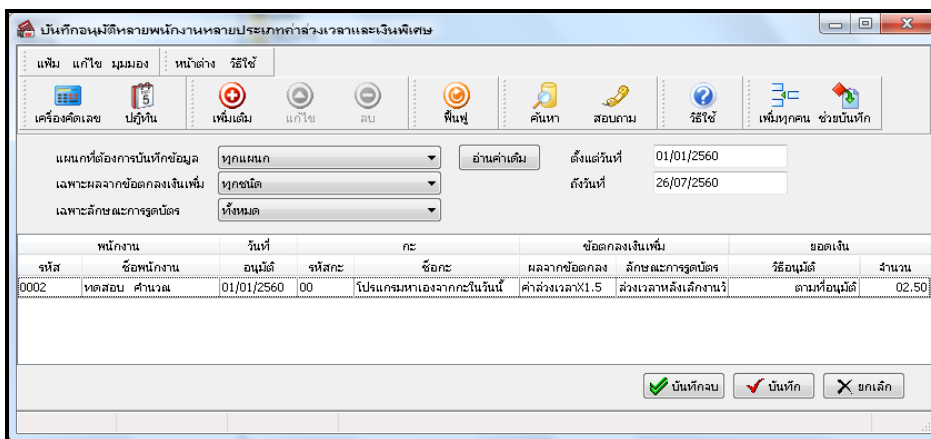 บันทึกอนุมัติหลายพนักงานหลายประเภทค่าล่วงเวลาและเงินพิเศษ
แฟ้ม แก้ไข มุมมอง หน้าต่าง วิธีใช้
เครื่องคิดเลข ปฏิทิน เพิ่มเติม แก้ไข ลบ ฟื้นฟู ค้นหา สอบถาม วิธีใช้ เพิ่มทุกคน ช่วยบันทึก
แผนกที่ต้องการบันทึกข้อมูล ทุกแผนก อ่านค่าเดิม ตั้งแต่วันที่ 01/01/2560
เฉพาะผลจากข้อตกลงเงินเพิ่ม ทุกชนิด ถึงวันที่ 26/07/2560
เฉพาะลักษณะการรูดบัตร ทั้งหมด
พนักงาน วันที่ กะ ข้อตกลงเงินเพิ่ม ยอดเงิน
รหัส ชื่อพนักงาน อนุมัติ รหัสกะ ชื่อกะ ผลจากข้อตกลง ลักษณะการรูดบัตร วิธีอนุมัติ จำนวน
0002 ทดสอบ คำนวณ 01/01/2560 00 โปรแกรมหาเองจากกะในวันนี้ ค่าล่วงเวลาX1.5 ล่วงเวลาหลังเลิกงานวั ตามที่อนุมัติ 02.50
บันทึกจบ บันทึก ยกเลิก